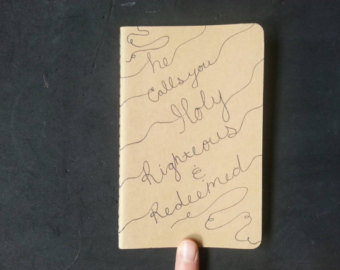 he
calls you
Holy
Righteous
&
Redeemed